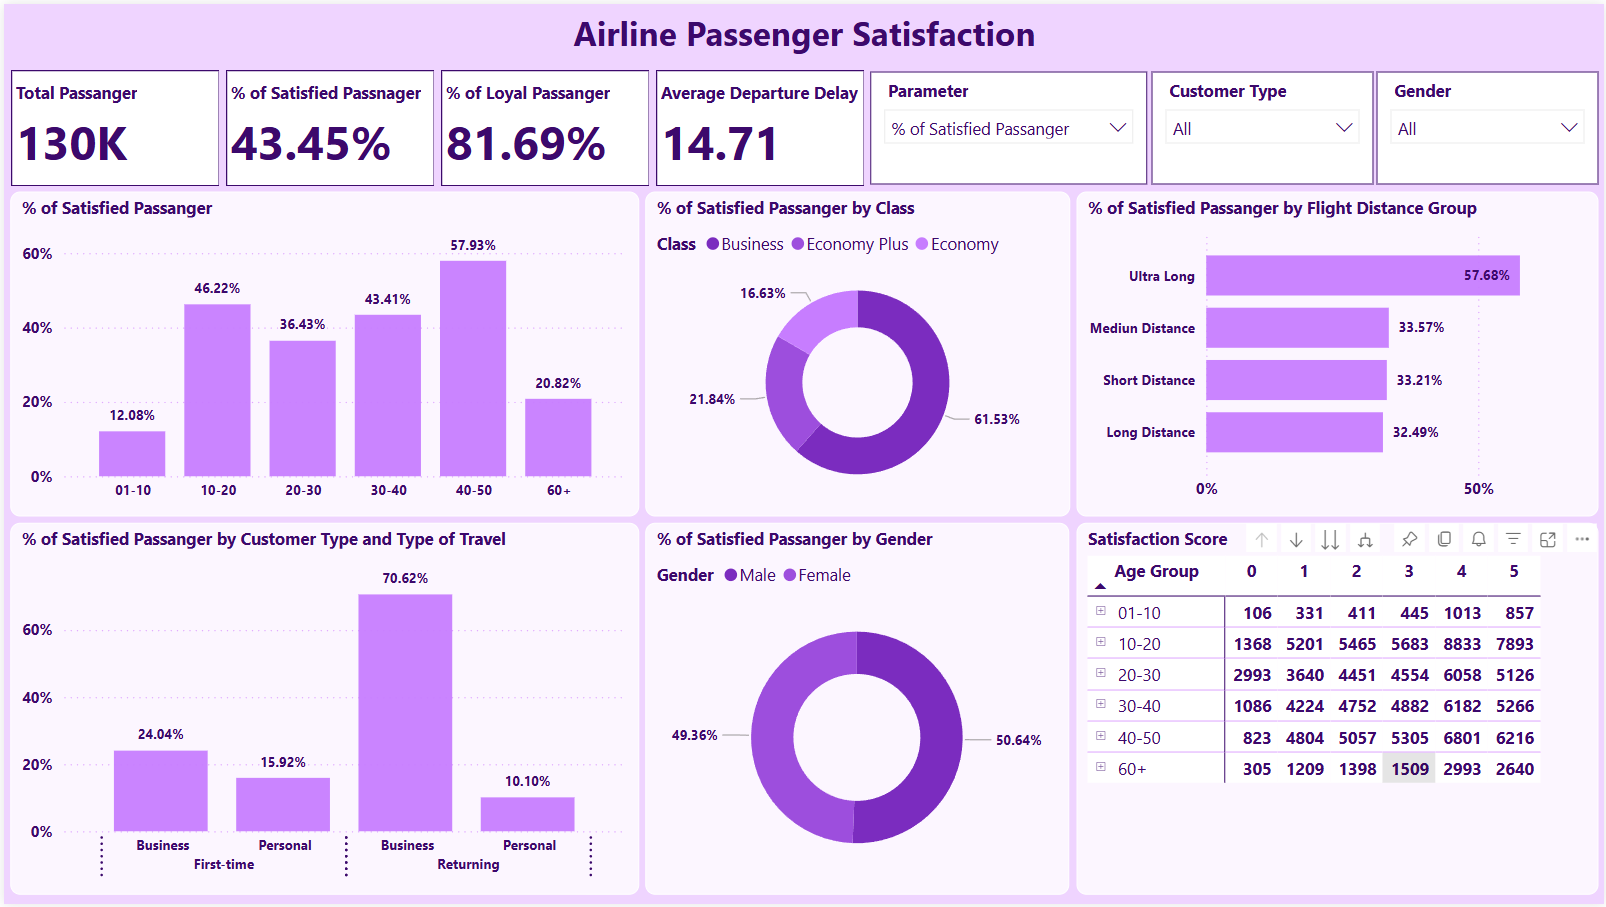 Airline Passenger Satisfaction
Total Passanger
130K
% of Satisfied Passnager
43.45%
% of Loyal Passanger
81.69%
Average Departure Delay
14.71
Parameter
% of Satisfied Passanger
Customer Type
All
Gender
All
% of Satisfied Passanger
60%
40%
20%
0%
12.08%
46.22%
36.43%
43.41%
57.93%
20.82%
01-10 10-20 20-30 30-40 40-50 60+
% of Satisfied Passanger by Class
Class Business Economy Plus Economy
16.63%
21.84%
61.53%
% of Satisfied Passanger by Flight Distance Group
Ultra Long 57.68%
Mediun Distance 33.57%
Short Distance 33.21%
Long Distance 32.49%
0% 50%
% of Satisfied Passanger by Customer Type and Type of Travel
60%
40%
20%
0%
24.04%
15.92%
70.62%
10.10%
Business Personal Business Personal
First-time Returning
% of Satisfied Passanger by Gender
Gender Male Female
49.36%
50.64%
Satisfaction Score
Age Group 0 1 2 3 4 5
01-10 106 331 411 445 1013 857
10-20 1368 5201 5465 5683 8833 7893
20-30 2993 3640 4451 4554 6058 5126
30-40 1086 4224 4752 4882 6182 5266
40-50 823 4804 5057 5305 6801 6216
60+ 305 1209 1398 1509 2993 2640